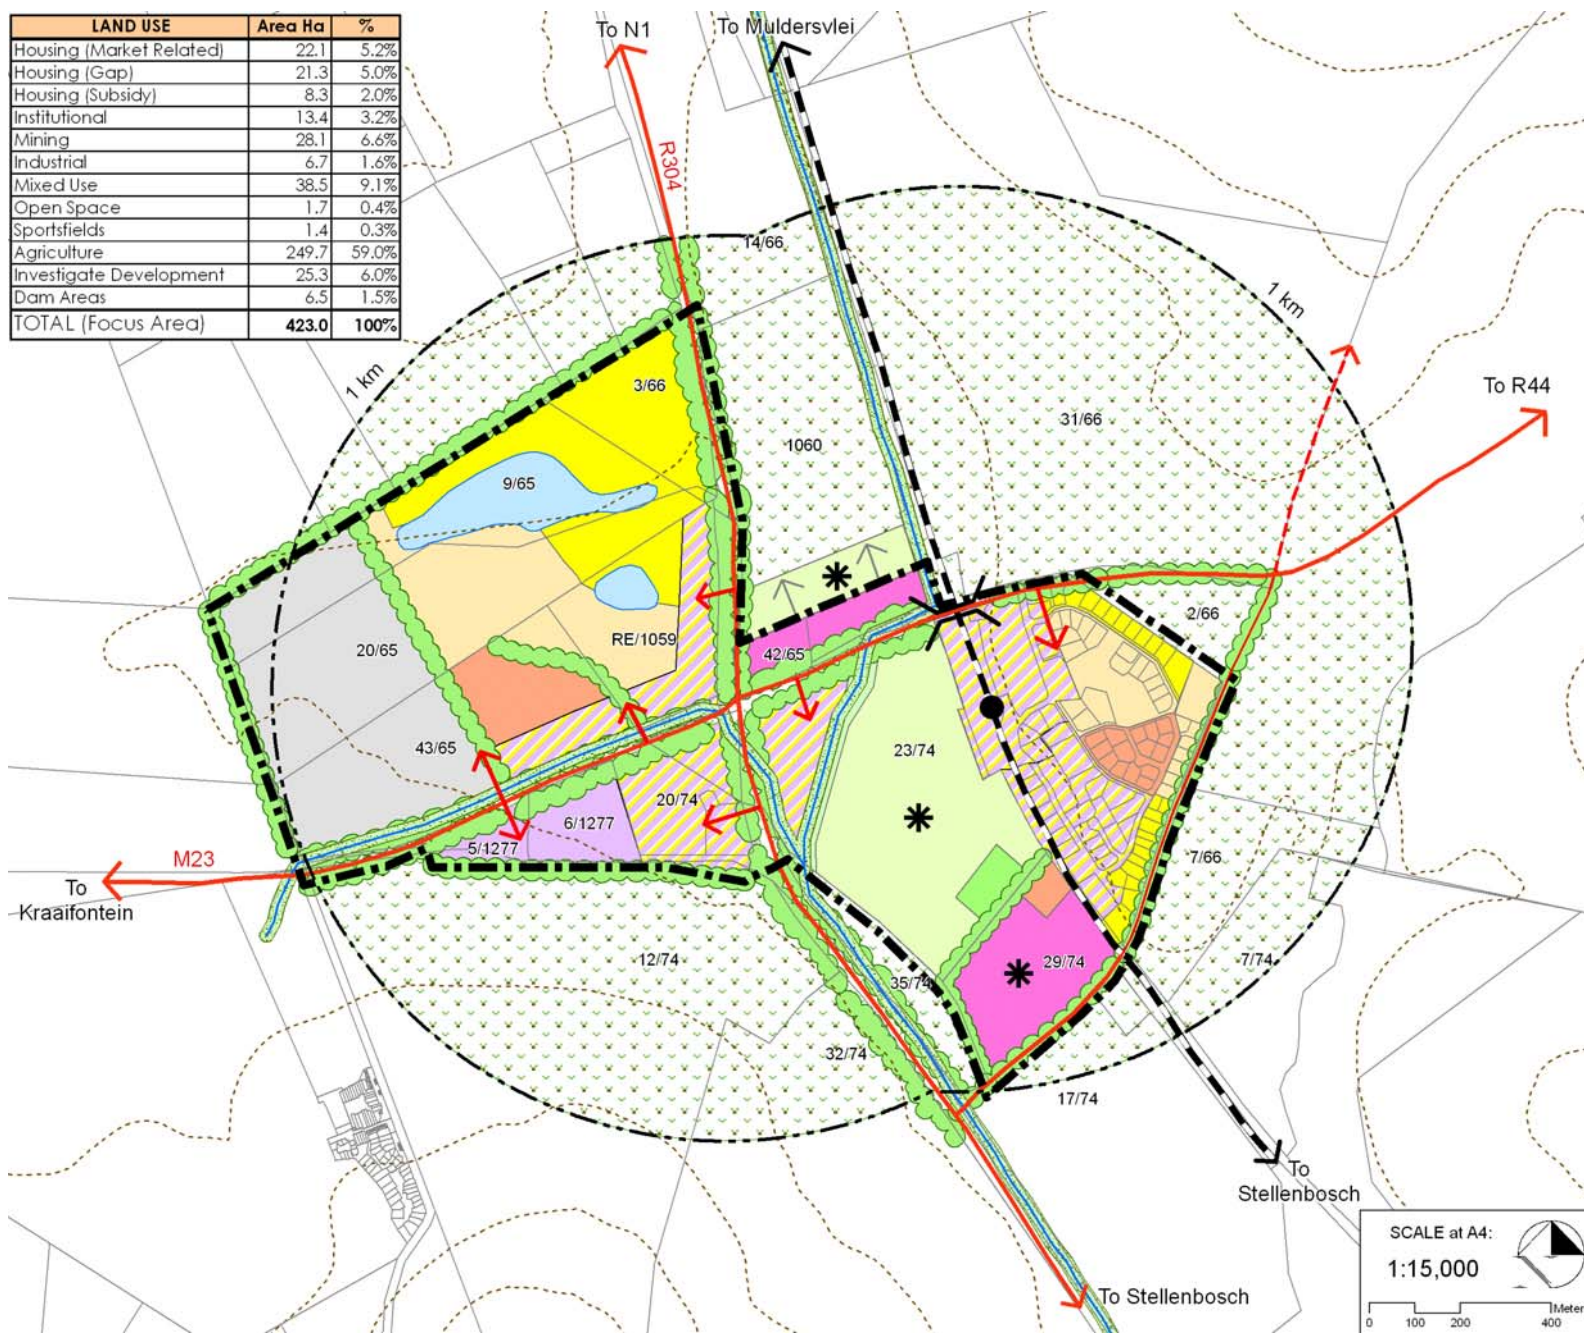 LAND USE Area Ha %
Housing (Market Related) 22.1 5.2%
Housing (Gap) 21.3 5.0%
Housing (Subsidy) 8.3 2.0%
Institutional 13.4 3.2%
Mining 28.1 6.6%
Industrial 6.7 1.6%
Mixed Use 38.5 9.1%
Open Space 1.7 0.4%
Sportsfields 1.4 0.3%
Agriculture 249.7 59.0%
Investigate Development 25.3 6.0%
Dam Areas 6.5 1.5%
TOTAL (Focus Area) 423.0 100%
To N1
To Muldersvlei
R304
14/66
1 km
1 km
3/66
To R44
31/66
1060
9/65
2/66
RE/1059
20/65
42/65
43/65
23/74
20/74
6/1277
5/1277
7/66
M23
To
Kraaifontein
12/74
29/74
7/74
35/74
32/74
17/74
To
Stellenbosch
To Stellenbosch
SCALE at A4:
1:15,000
0 100 200 400
Meter